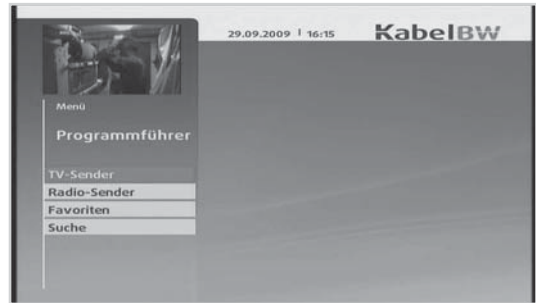 29.09.2009 | 16:15
KabelBW
Menü
Programmführer
TV-Sender
Radio-Sender
Favoriten
Suche